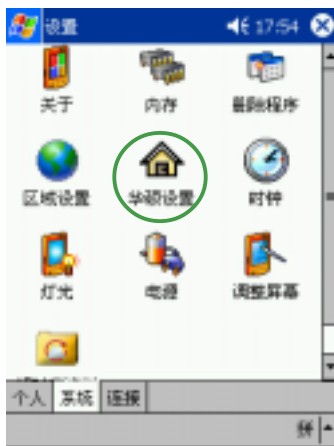 设置 17:54
关于 内存 删除程序
区域设置 华硕设置 时钟
灯光 电源 调整屏幕
个人 系统 连接
拼